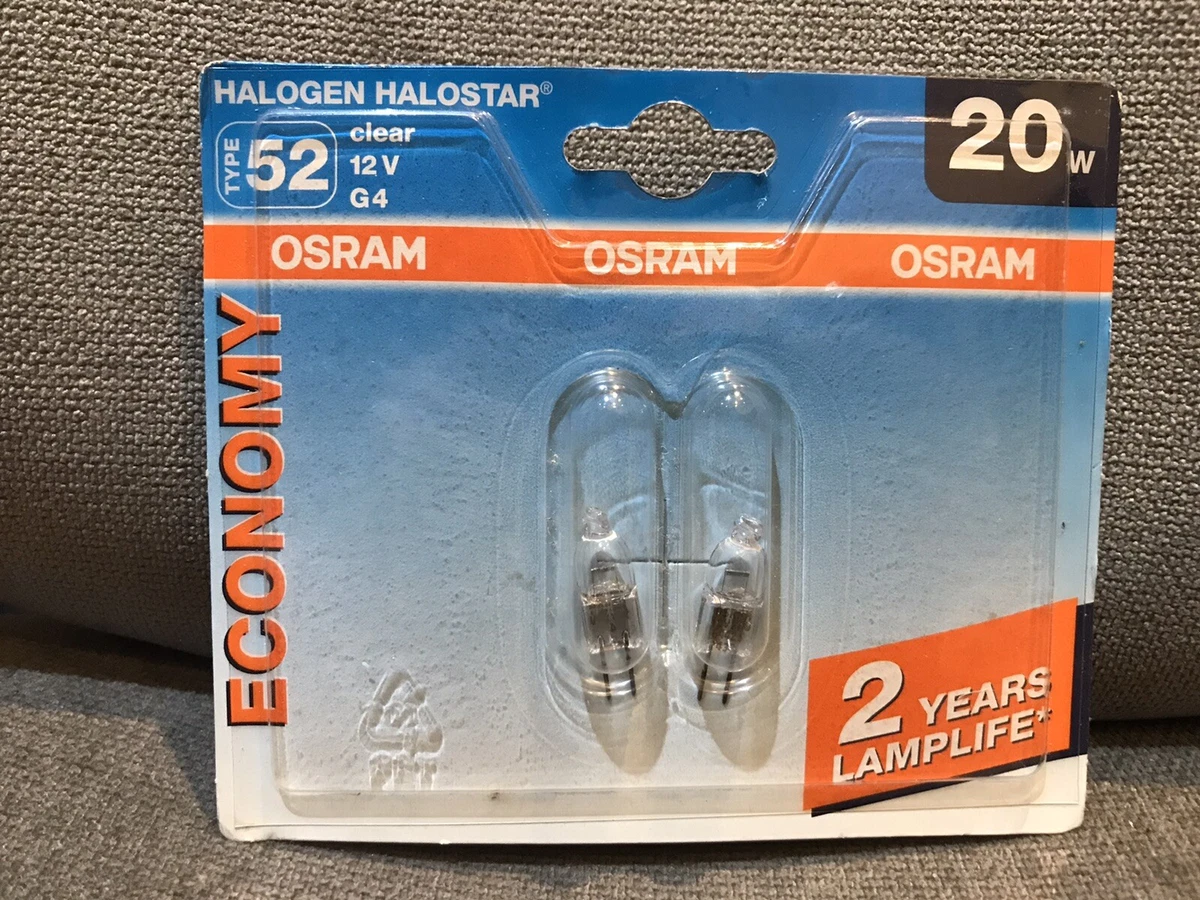 HALOGEN HALOSTAR®
TYPE 52
clear
12 V
G4
20 W
OSRAM OSRAM OSRAM
ECONOMY
2 YEARS
LAMPLIFE*